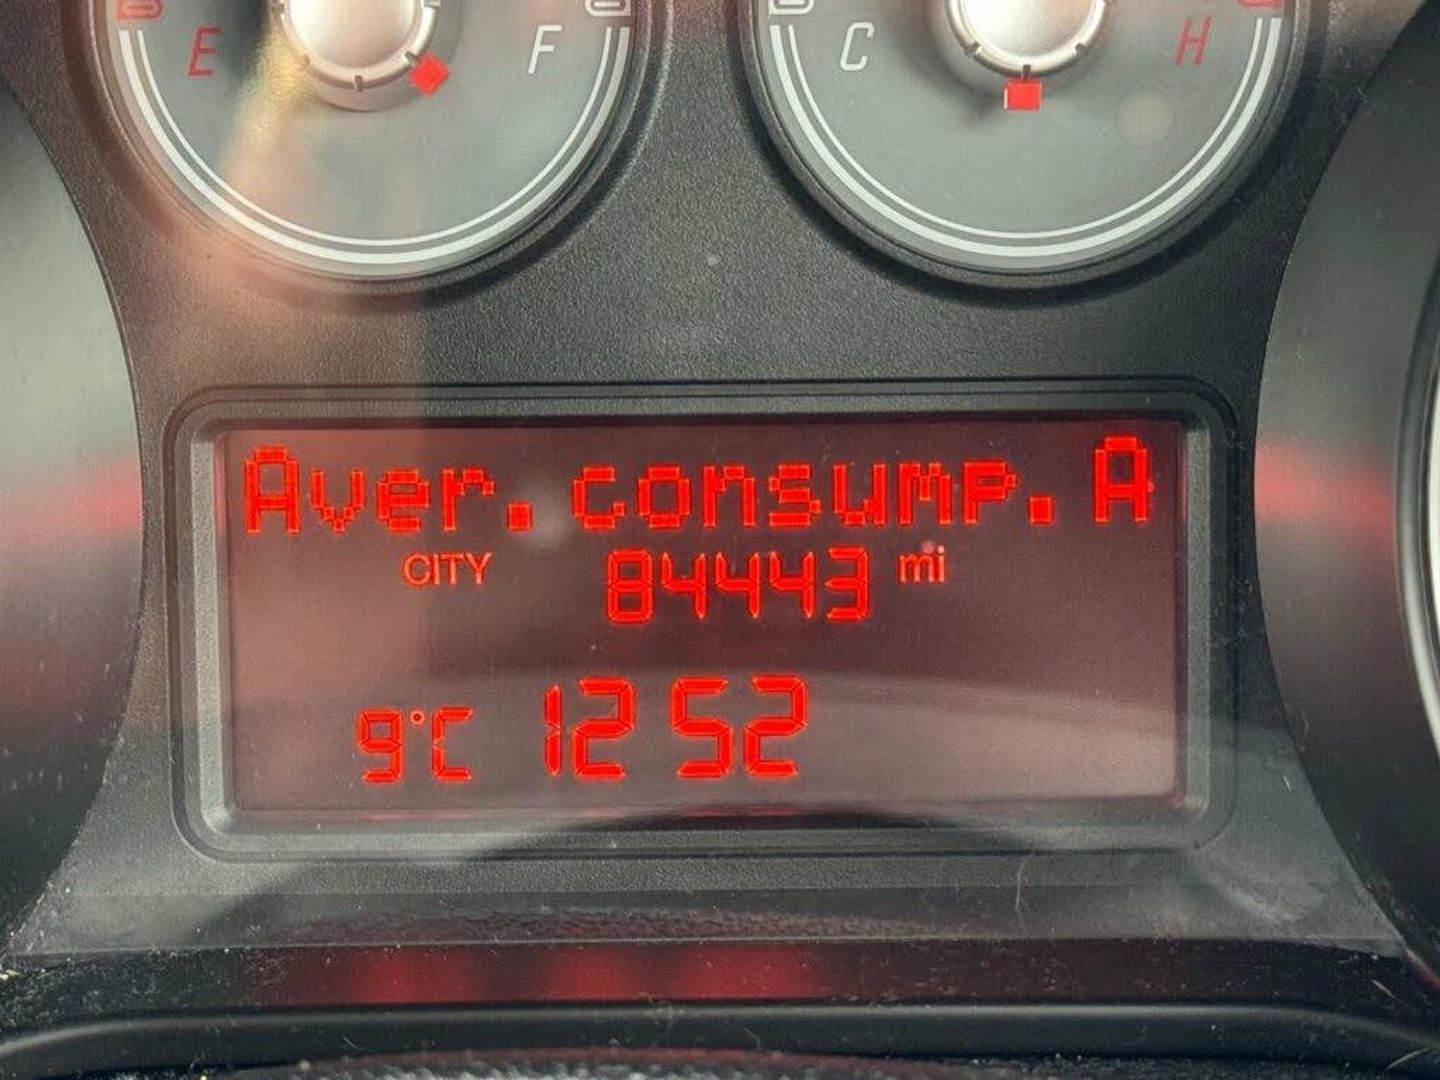 E F C H
Aver. consump. A
CITY 84443 mi
9°C 12 52